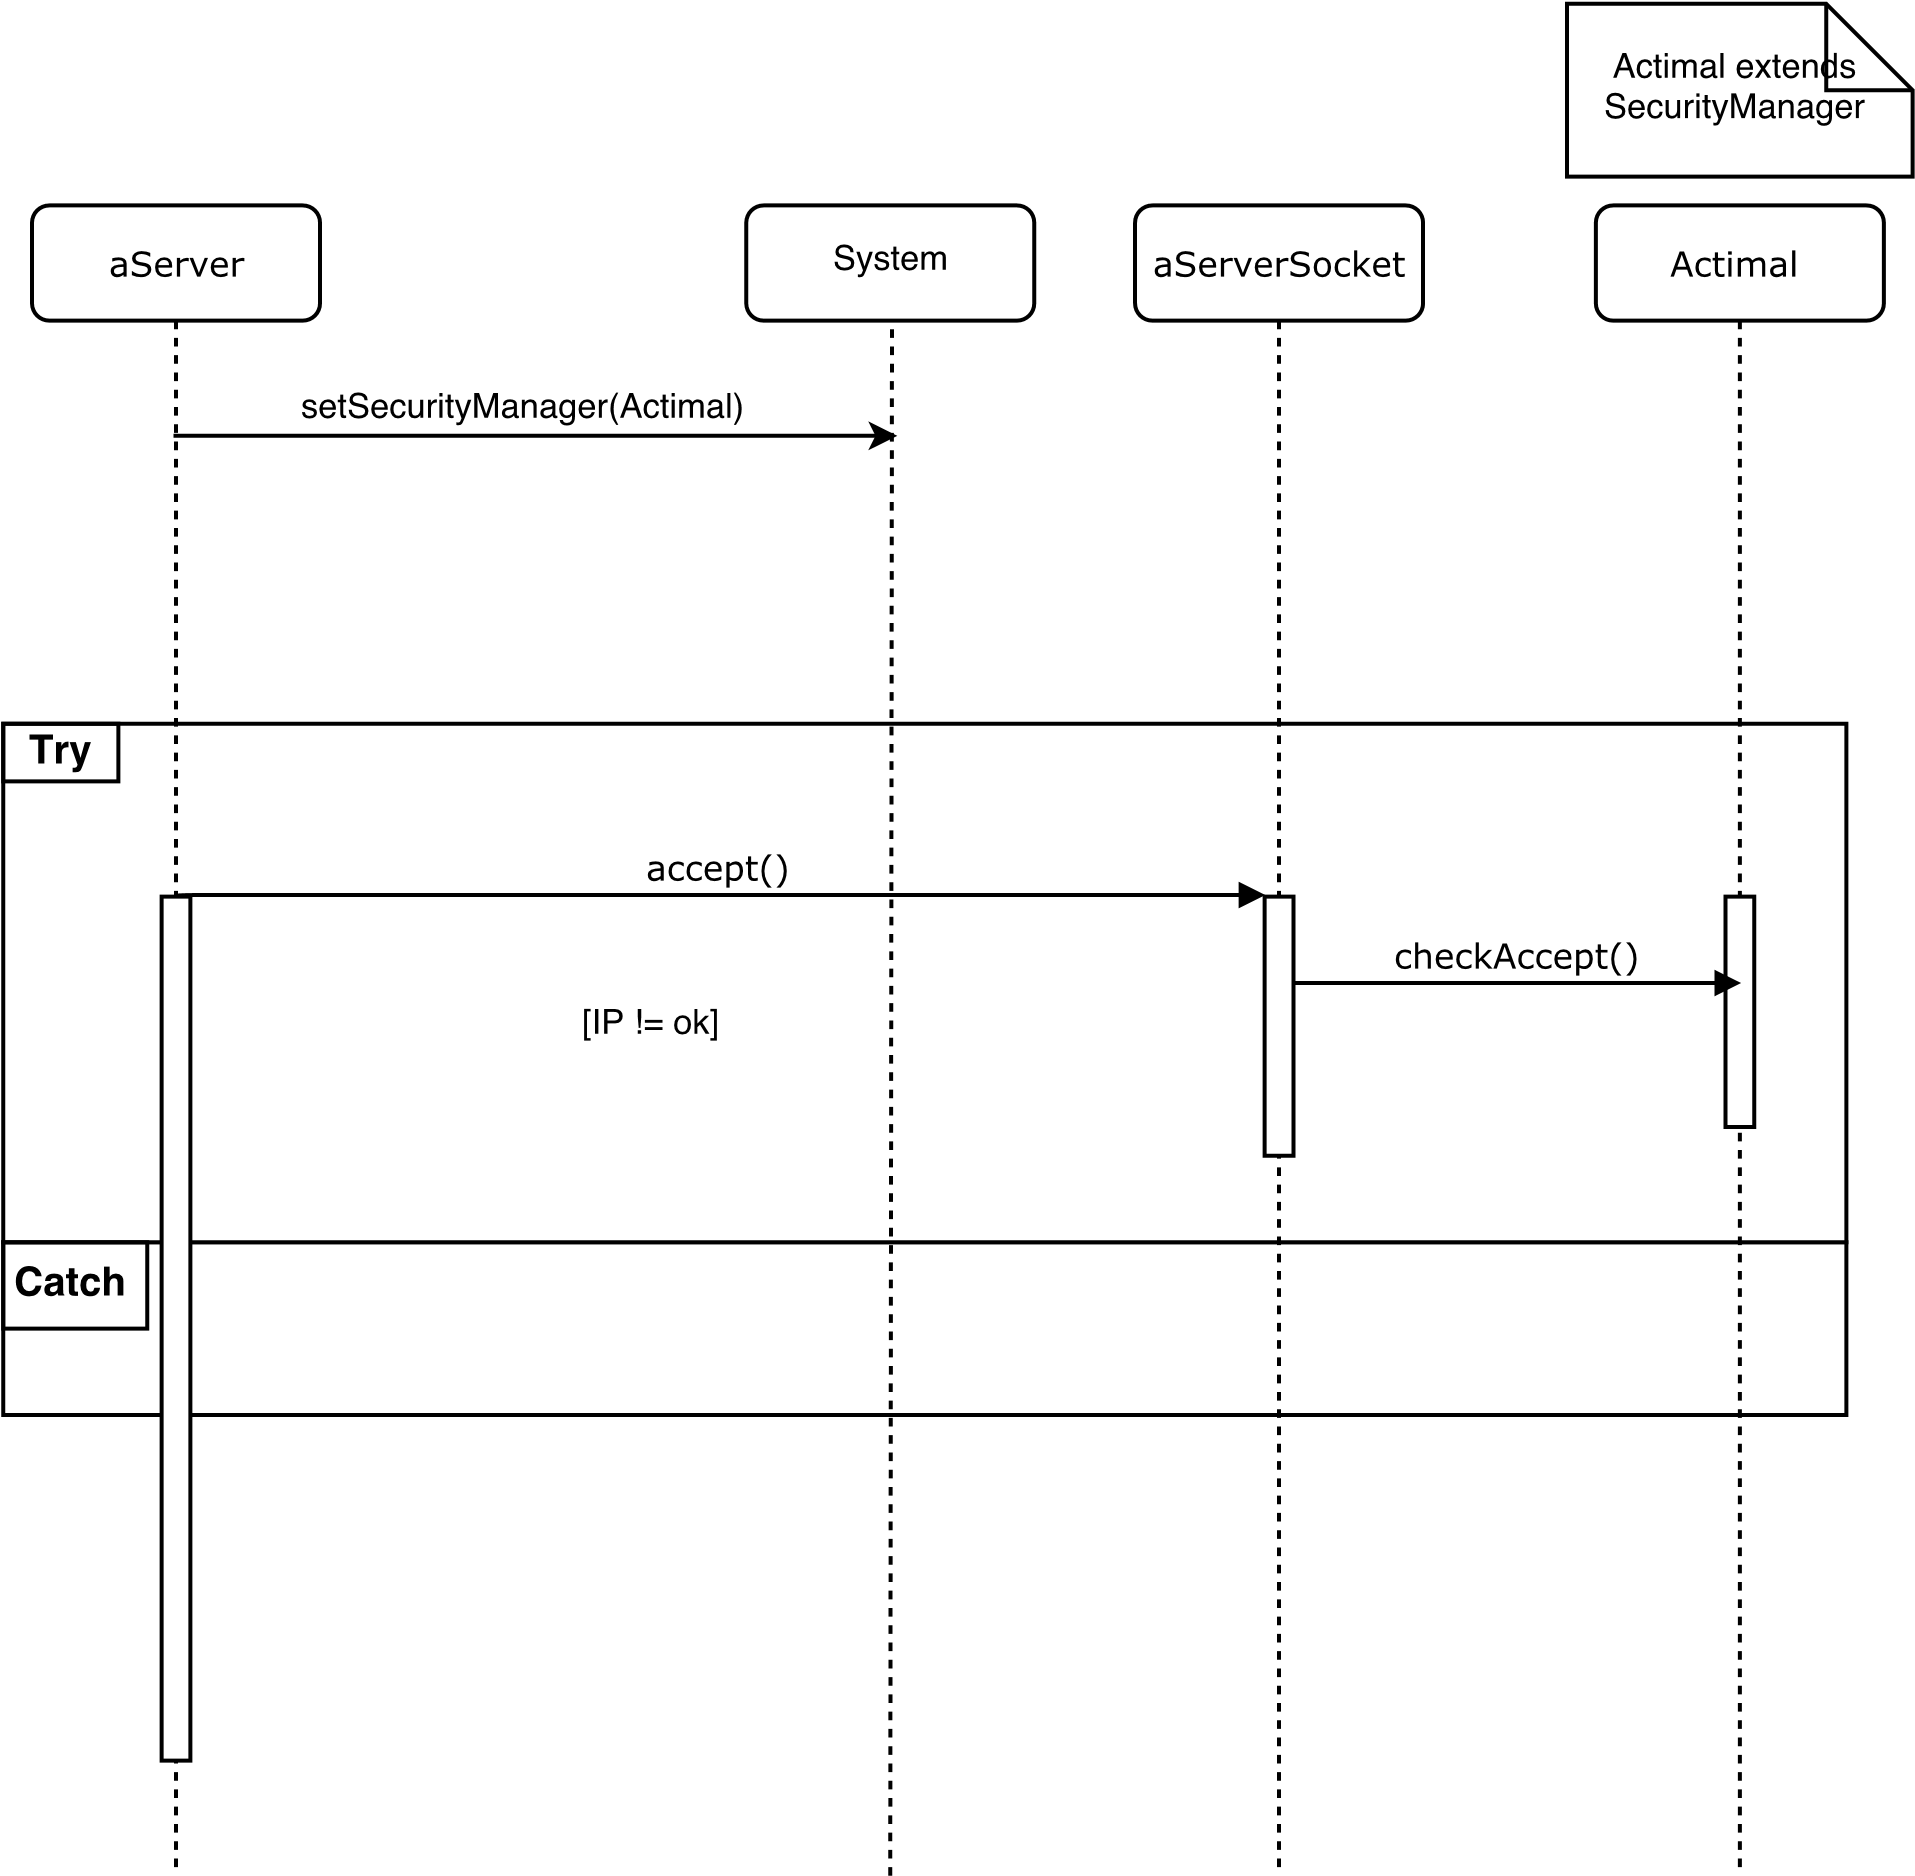 Actimal extends
SecurityManager
aServer
System
aServerSocket
Actimal
setSecurityManager(Actimal)
Try
accept()
checkAccept()
[IP != ok]
Catch